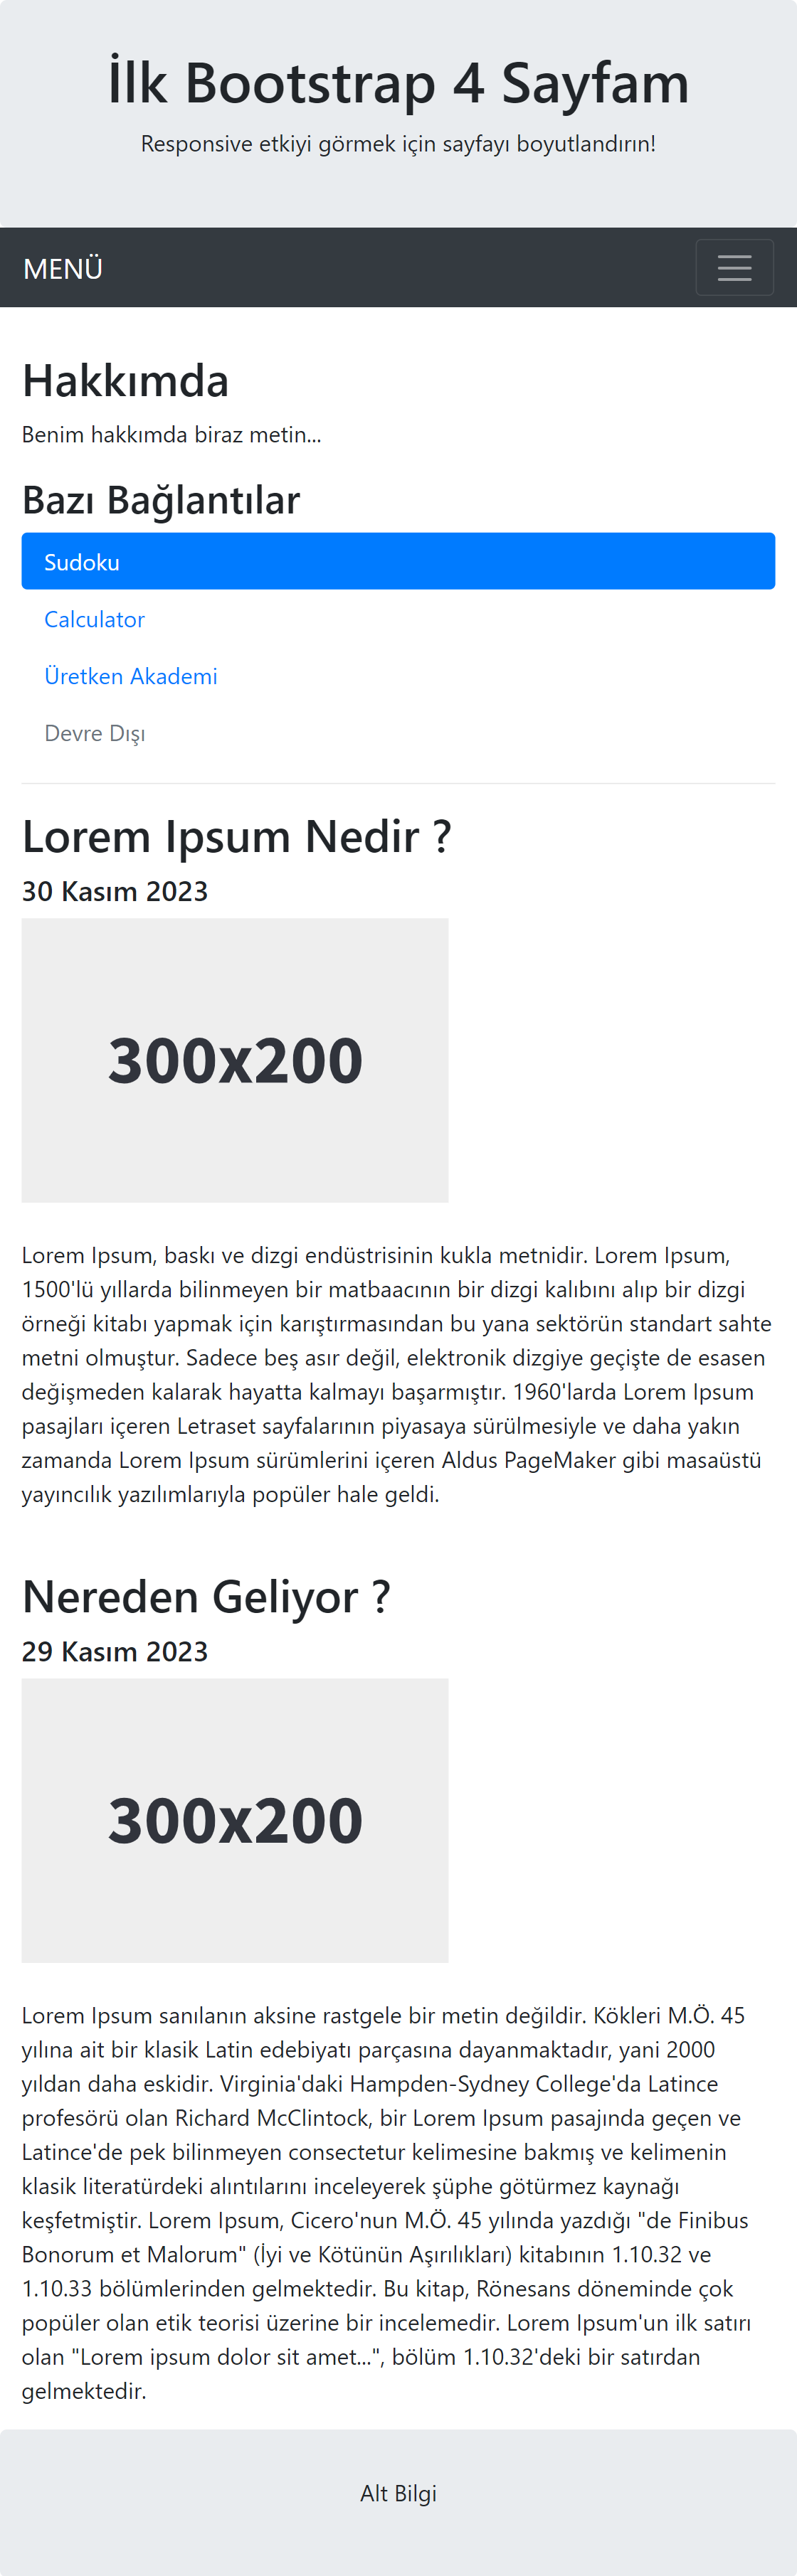 İlk Bootstrap 4 Sayfam
Responsive etkiyi görmek için sayfayı boyutlandırın!
MENÜ
Hakkımda
Benim hakkımda biraz metin...
Bazı Bağlantılar
Sudoku
Calculator
Üretken Akademi
Devre Dışı
Lorem Ipsum Nedir ?
30 Kasım 2023
300x200
Lorem Ipsum, baskı ve dizgi endüstrisinin kukla metnidir. Lorem Ipsum,
1500'lü yıllarda bilinmeyen bir matbaacının bir dizgi kalıbını alıp bir dizgi
örneği kitabı yapmak için karıştırmasından bu yana sektörün standart sahte
metni olmuştur. Sadece beş asır değil, elektronik dizgiye geçişte de esasen
değişmeden kalarak hayatta kalmayı başarmıştır. 1960'larda Lorem Ipsum
pasajları içeren Letraset sayfalarının piyasaya sürülmesiyle ve daha yakın
zamanda Lorem Ipsum sürümlerini içeren Aldus PageMaker gibi masaüstü
yayıncılık yazılımlarıyla popüler hale geldi.
Nereden Geliyor ?
29 Kasım 2023
300x200
Lorem Ipsum sanılanın aksine rastgele bir metin değildir. Kökleri M.Ö. 45
yılına ait bir klasik Latin edebiyatı parçasına dayanmaktadır, yani 2000
yıldan daha eskidir. Virginia'daki Hampden-Sydney College'da Latince
profesörü olan Richard McClintock, bir Lorem Ipsum pasajında geçen ve
Latince'de pek bilinmeyen consectetur kelimesine bakmış ve kelimenin
klasik literatürdeki alıntılarını inceleyerek şüphe götürmez kaynağı
keşfetmiştir. Lorem Ipsum, Cicero'nun M.Ö. 45 yılında yazdığı "de Finibus
Bonorum et Malorum" (İyi ve Kötünün Aşırılıkları) kitabının 1.10.32 ve
1.10.33 bölümlerinden gelmektedir. Bu kitap, Rönesans döneminde çok
popüler olan etik teorisi üzerine bir incelemedir. Lorem Ipsum'un ilk satırı
olan "Lorem ipsum dolor sit amet...", bölüm 1.10.32'deki bir satırdan
gelmektedir.
Alt Bilgi